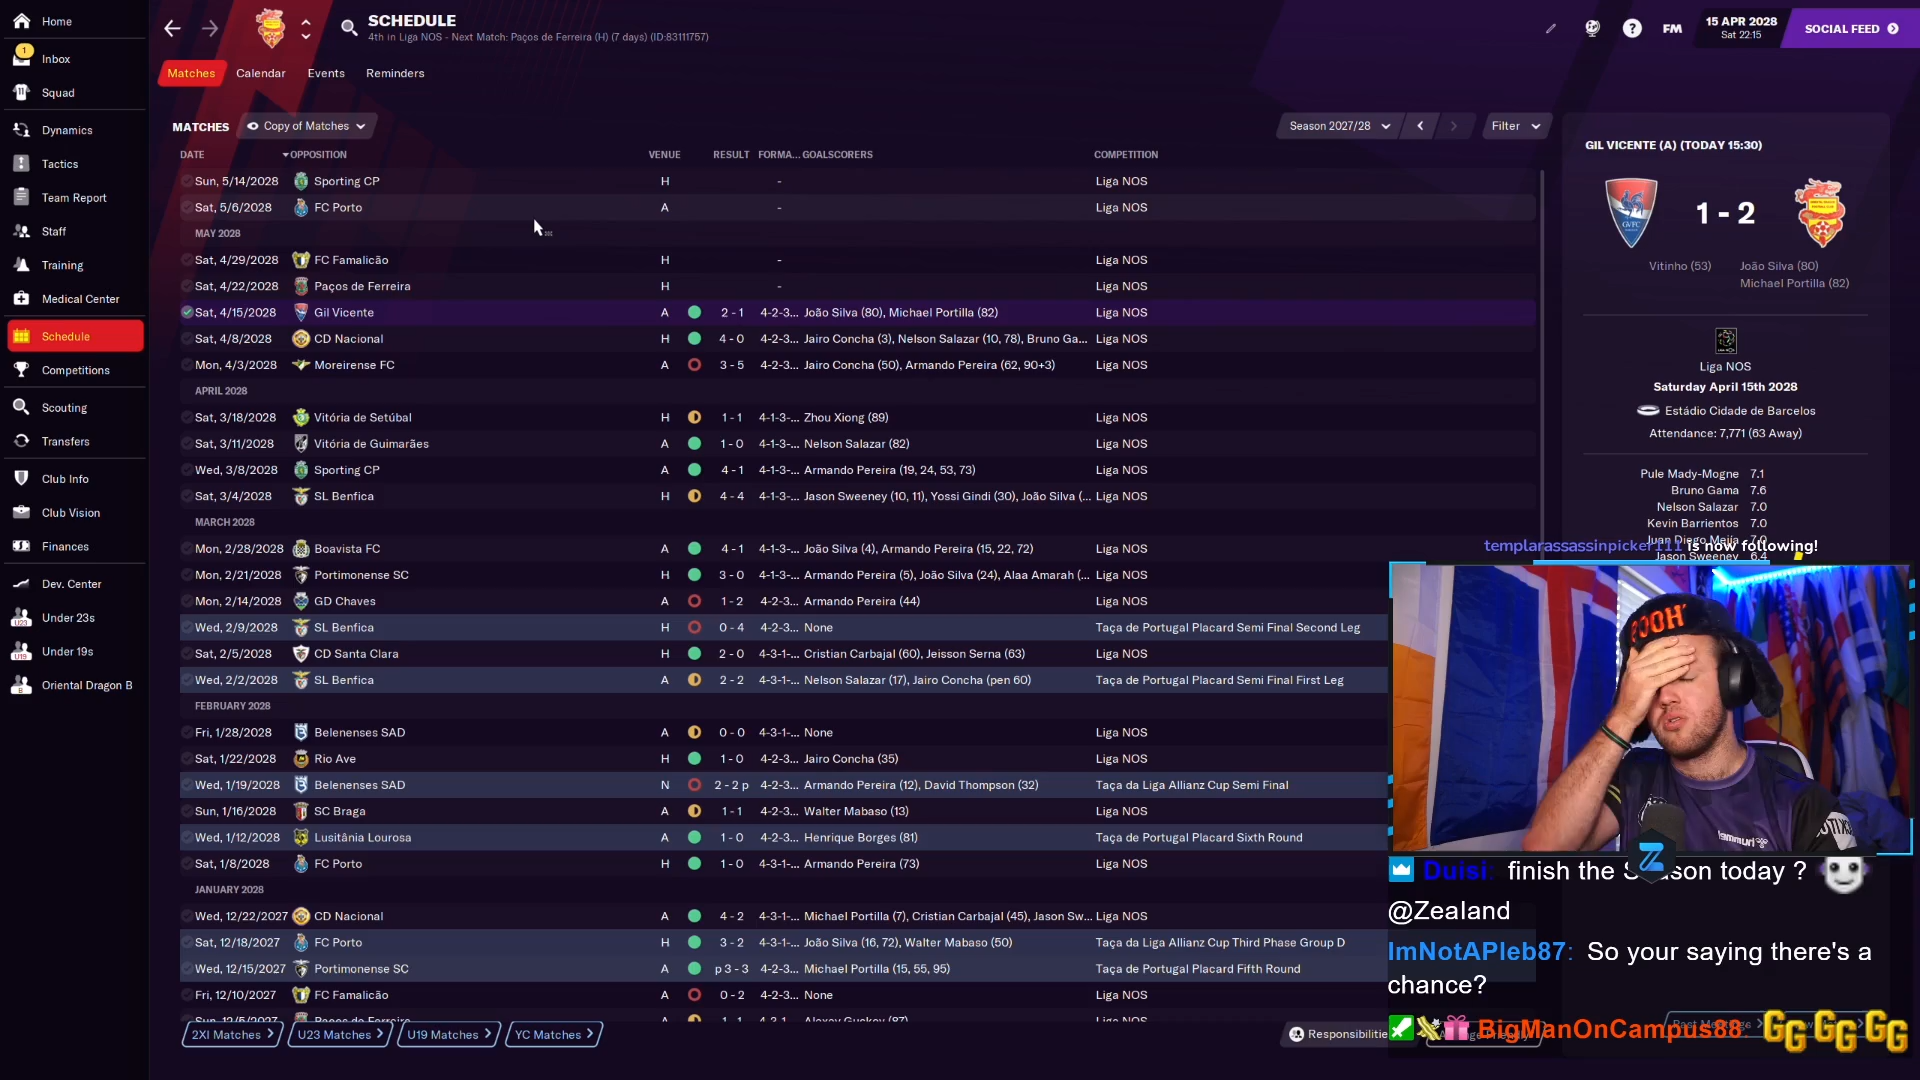 Home
Inbox
1
Squad
Dynamics
Tactics
Team Report
Staff
Training
Medical Center
Schedule
Competitions
Scouting
Transfers
Club Info
Club Vision
Finances
Dev. Center
Under 23s
U23
Under 19s
U19
Oriental Dragon B
B
SCHEDULE
4th in Liga NOS - Next Match: Paços de Ferreira (H) (7 days) (ID:83111757)
FM
15 APR 2028
Sat 22:15
SOCIAL FEED
Matches Calendar Events Reminders
MATCHES Copy of Matches
Season 2027/28
Filter
DATE OPPOSITION VENUE RESULT FORMA... GOALSCORERS COMPETITION
Sun, 5/14/2028 Sporting CP H - Liga NOS
Sat, 5/6/2028 FC Porto A - Liga NOS
MAY 2028
Sat, 4/29/2028 FC Famalicão H - Liga NOS
Sat, 4/22/2028 Paços de Ferreira H - Liga NOS
Sat, 4/15/2028 Gil Vicente A 2 - 1 4-2-3... João Silva (80), Michael Portilla (82) Liga NOS
Sat, 4/8/2028 CD Nacional H 4 - 0 4-2-3... Jairo Concha (3), Nelson Salazar (10, 78), Bruno Ga... Liga NOS
Mon, 4/3/2028 Moreirense FC A 3 - 5 4-2-3... Jairo Concha (50), Armando Pereira (62, 90+3) Liga NOS
APRIL 2028
Sat, 3/18/2028 Vitória de Setúbal H 1 - 1 4-1-3-... Zhou Xiong (89) Liga NOS
Sat, 3/11/2028 Vitória de Guimarães A 1 - 0 4-1-3-... Nelson Salazar (82) Liga NOS
Wed, 3/8/2028 Sporting CP A 4 - 1 4-1-3-... Armando Pereira (19, 24, 53, 73) Liga NOS
Sat, 3/4/2028 SL Benfica H 4 - 4 4-1-3-... Jason Sweeney (10, 11), Yossi Gindi (30), João Silva (... Liga NOS
MARCH 2028
Mon, 2/28/2028 Boavista FC A 4 - 1 4-1-3-... João Silva (4), Armando Pereira (15, 22, 72) Liga NOS
Mon, 2/21/2028 Portimonense SC H 3 - 0 4-1-3-... Armando Pereira (5), João Silva (24), Alaa Amarah (... Liga NOS
Mon, 2/14/2028 GD Chaves A 1 - 2 4-2-3... Armando Pereira (44) Liga NOS
Wed, 2/9/2028 SL Benfica H 0 - 4 4-2-3... None Taça de Portugal Placard Semi Final Second Leg
Sat, 2/5/2028 CD Santa Clara H 2 - 0 4-3-1-... Cristian Carbajal (60), Jeisson Serna (63) Liga NOS
Wed, 2/2/2028 SL Benfica A 2 - 2 4-3-1-... Nelson Salazar (17), Jairo Concha (pen 60) Taça de Portugal Placard Semi Final First Leg
FEBRUARY 2028
Fri, 1/28/2028 Belenenses SAD A 0 - 0 4-3-1-... None Liga NOS
Sat, 1/22/2028 Rio Ave H 1 - 0 4-2-3... Jairo Concha (35) Liga NOS
Wed, 1/19/2028 Belenenses SAD N 2 - 2 p 4-2-3... Armando Pereira (12), David Thompson (32) Taça da Liga Allianz Cup Semi Final
Sun, 1/16/2028 SC Braga A 1 - 1 4-2-3... Walter Mabaso (13) Liga NOS
Wed, 1/12/2028 Lusitânia Lourosa A 1 - 0 4-2-3... Henrique Borges (81) Taça de Portugal Placard Sixth Round
Sat, 1/8/2028 FC Porto H 1 - 0 4-3-1-... Armando Pereira (73) Liga NOS
JANUARY 2028
Wed, 12/22/2027 CD Nacional A 4 - 2 4-3-1-... Michael Portilla (7), Cristian Carbajal (45), Jason Sw... Liga NOS
Sat, 12/18/2027 FC Porto H 3 - 2 4-3-1-... João Silva (16, 72), Walter Mabaso (50) Taça da Liga Allianz Cup Third Phase Group D
Wed, 12/15/2027 Portimonense SC A p 3 - 3 4-2-3... Michael Portilla (15, 55, 95) Taça de Portugal Placard Fifth Round
Fri, 12/10/2027 FC Famalicão A 0 - 2 4-2-3... None Liga NOS
2XI Matches U23 Matches U19 Matches YC Matches
GIL VICENTE (A) (TODAY 15:30)
1 - 2
Vitinho (53)
João Silva (80)
Michael Portilla (82)
Liga NOS
Saturday April 15th 2028
Estádio Cidade de Barcelos
Attendance: 7,771 (63 Away)
Pule Mady-Mogne 7.1
Bruno Gama 7.6
Nelson Salazar 7.0
Kevin Barrientos 7.0
Juan Diego Mejía 7.0
Jason Sweeney 6.4
templarassassinpicker111 is now following!
POOH
hummel
Duisi: finish the Season today ?
@Zealand
ImNotAPleb87: So your saying there's a
chance?
BigManOnCampus88: GG GG GG
Responsibilitie